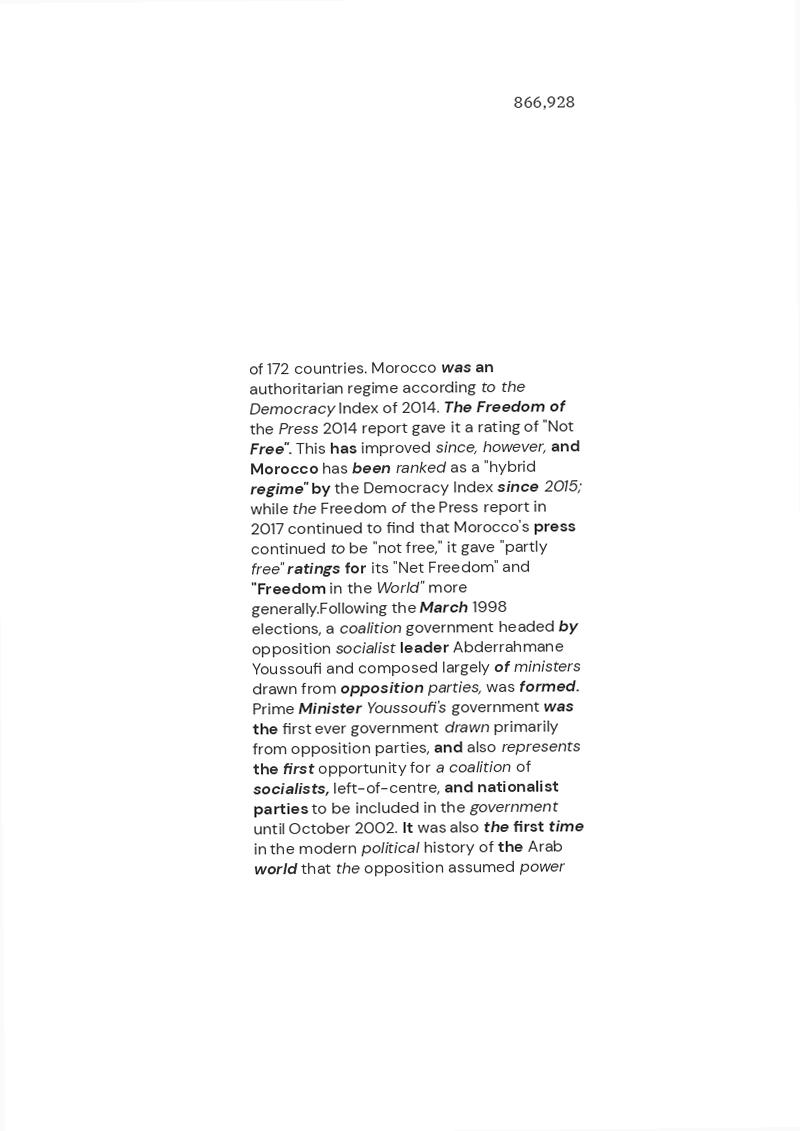 866,928
of 172 countries. Morocco was an
authoritarian regime according to the
Democracy Index of 2014. The Freedom of
the Press 2014 report gave it a rating of "Not
Free". This has improved since, however, and
Morocco has been ranked as a "hybrid
regime" by the Democracy Index since 2015;
while the Freedom of the Press report in
2017 continued to find that Morocco's press
continued to be "not free," it gave "partly
free" ratings for its "Net Freedom" and
"Freedom in the World" more
generally.Following the March 1998
elections, a coalition government headed by
opposition socialist leader Abderrahmane
Youssoufi and composed largely of ministers
drawn from opposition parties, was formed.
Prime Minister Youssoufi's government was
the first ever government drawn primarily
from opposition parties, and also represents
the first opportunity for a coalition of
socialists, left-of-centre, and nationalist
parties to be included in the government
until October 2002. It was also the first time
in the modern political history of the Arab
world that the opposition assumed power